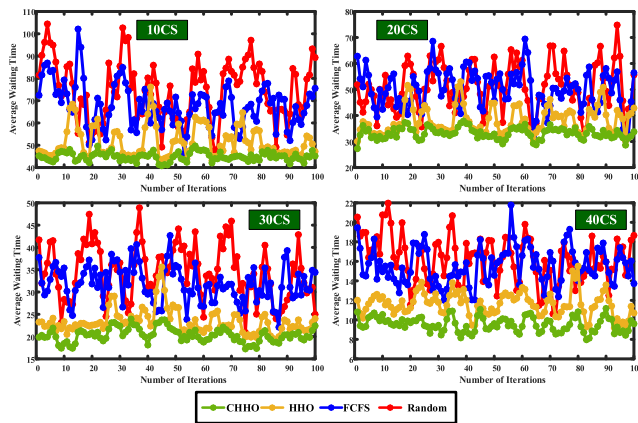 10CS
Average Waiting Time
110
100
90
80
70
60
50
40
0 10 20 30 40 50 60 70 80 90 100
Number of Iterations
20CS
Average Waiting Time
80
70
60
50
40
30
20
0 10 20 30 40 50 60 70 80 90 100
Number of Iterations
30CS
Average Waiting Time
50
45
40
35
30
25
20
15
0 10 20 30 40 50 60 70 80 90 100
Number of Iterations
40CS
Average Waiting Time
22
20
18
16
14
12
10
8
6
0 10 20 30 40 50 60 70 80 90 100
Number of Iterations
CHHO HHO FCFS Random